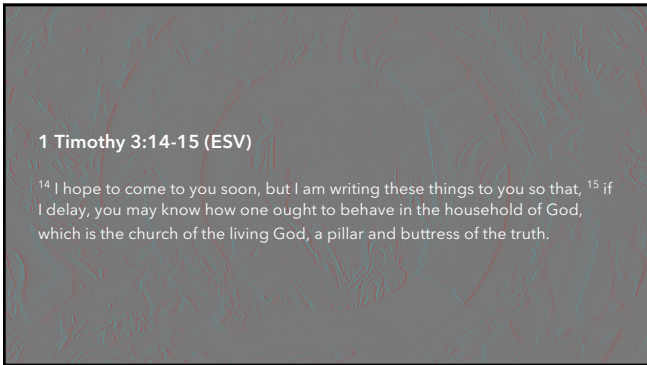 1 Timothy 3:14-15 (ESV)
14 I hope to come to you soon, but I am writing these things to you so that, 15 if
I delay, you may know how one ought to behave in the household of God,
which is the church of the living God, a pillar and buttress of the truth.